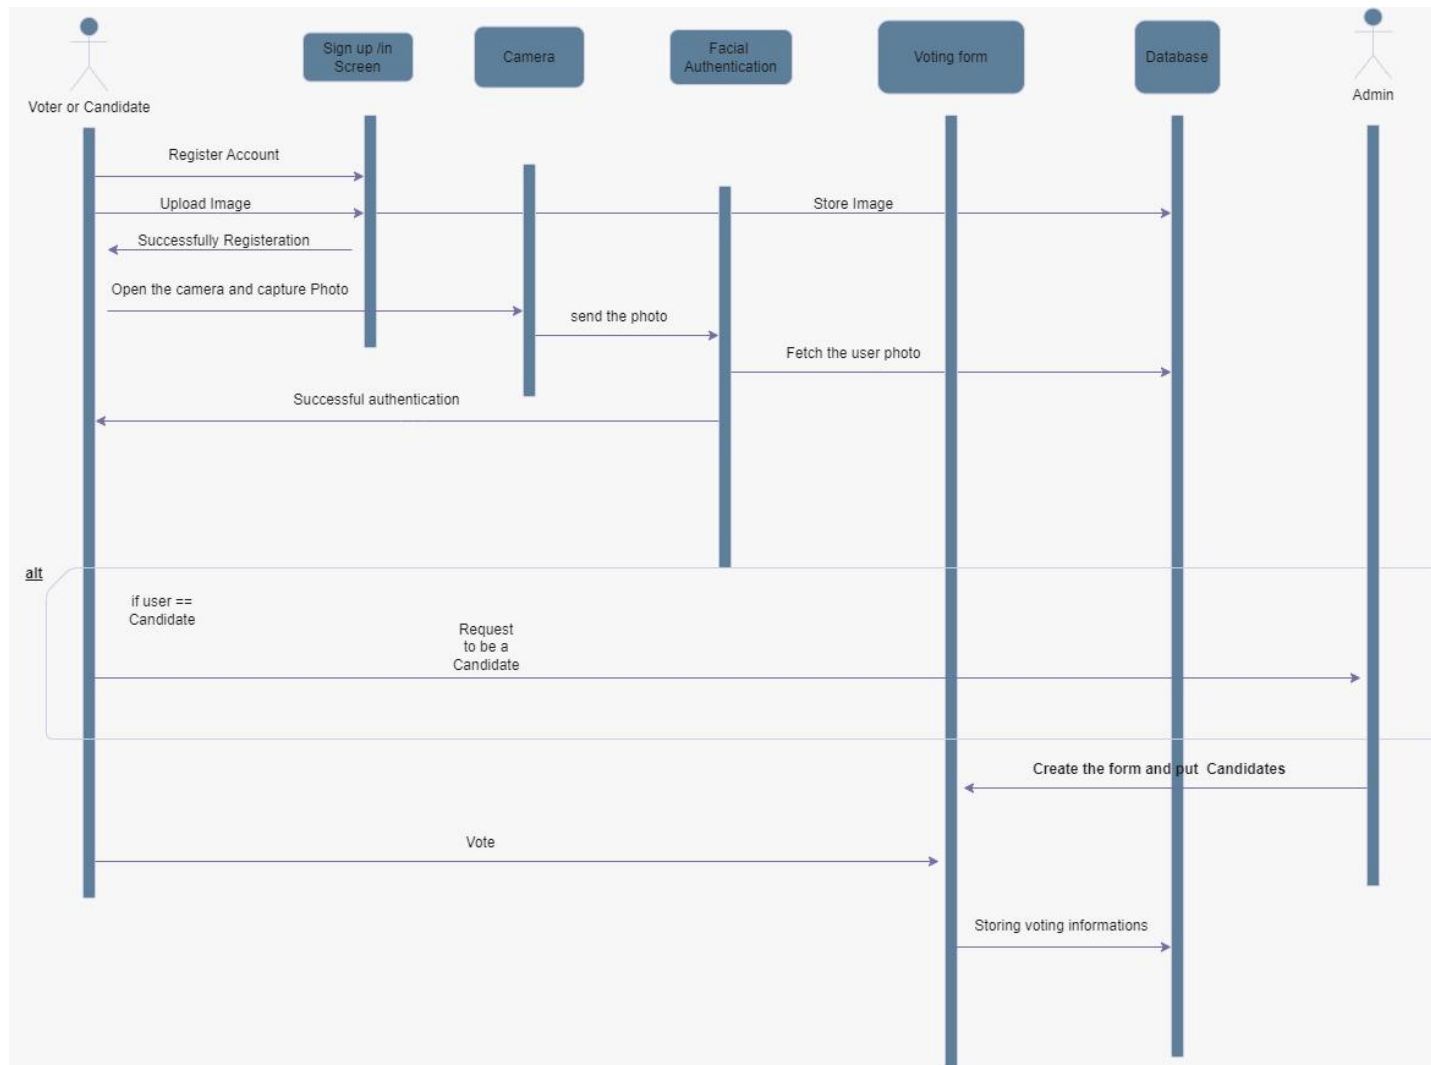 Sign up /in
Screen
Camera
Facial
Authentication
Voting form
Database
Voter or Candidate
Admin
Register Account
Upload Image
Store Image
Successfully Registeration
Open the camera and capture Photo
send the photo
Fetch the user photo
Successful authentication
alt
if user ==
Candidate
Request
to be a
Candidate
Create the form and put Candidates
Vote
Storing voting informations